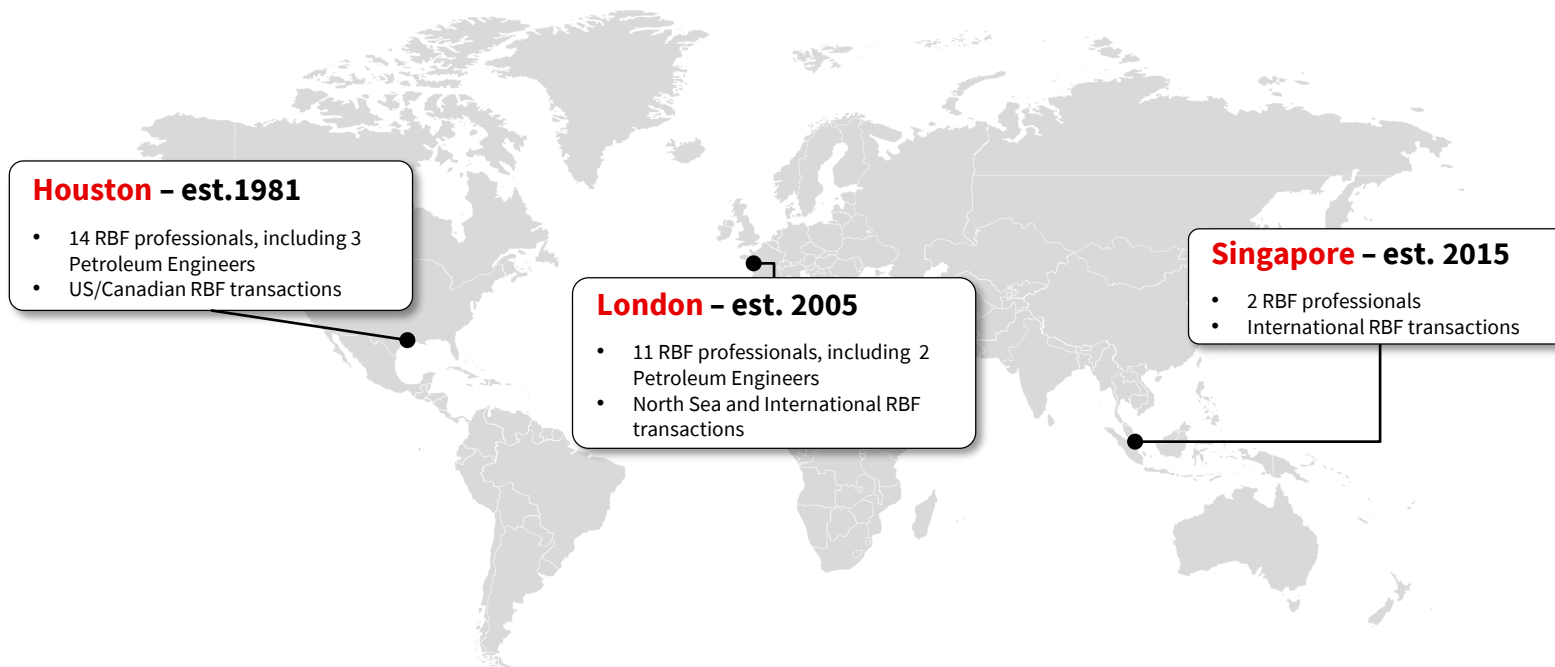 Houston – est.1981
• 14 RBF professionals, including 3
Petroleum Engineers
• US/Canadian RBF transactions
London – est. 2005
• 11 RBF professionals, including  2
Petroleum Engineers
• North Sea and International RBF
transactions
Singapore – est. 2015
• 2 RBF professionals
• International RBF transactions